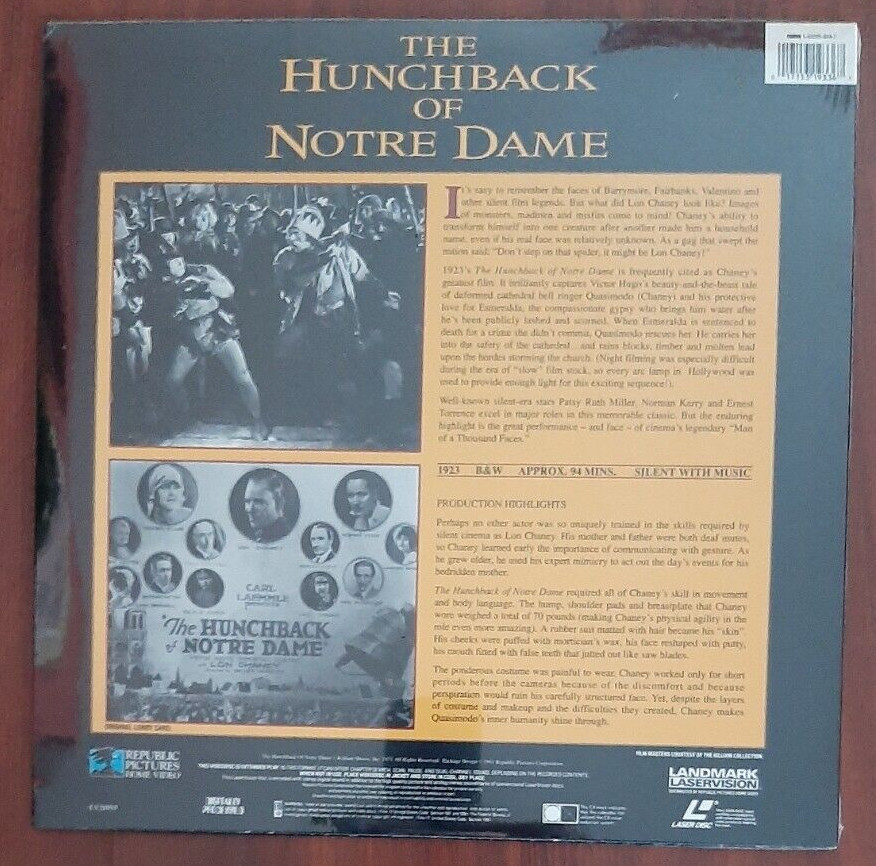 THE
HUNCHBACK
OF
NOTRE DAME
It's easy to remember the faces of Barrymore, Fairbanks, Valentino and
other silent film legends. But what did Lon Chaney look like? Images
of monsters, madmen and misfits come to mind! Chaney's ability to
transform himself into one creature after another made him a household
name, even if his real face was relatively unknown. As a gag that swept the
nation said: "Don't step on that spider, it might be Lon Chaney!"
1923's The Hunchback of Notre Dame is frequently cited as Chaney's
greatest film. It brilliantly captures Victor Hugo's beauty-and-the-beast tale
of deformed cathedral bell ringer Quasimodo (Chaney) and his protective
love for Esmeralda, the compassionate gypsy who brings him water after
he's been publicly lashed and scorned. When Esmeralda is sentenced to
death for a crime she didn't commit, Quasimodo rescues her. He carries her
into the safety of the cathedral... and rains blocks, timber and molten lead
upon the hordes storming the church. (Night filming was especially difficult
during the era of "slow" film stock, so every arc lamp in Hollywood was
used to provide enough light for this exciting sequence!).
Well-known silent-era stars Patsy Ruth Miller, Norman Kerry and Ernest
Torrence excel in major roles in this memorable classic. But the enduring
highlight is the great performance – and face – of cinema's legendary "Man
of a Thousand Faces."
1923 B&W APPROX. 94 MINS. SILENT WITH MUSIC
PRODUCTION HIGHLIGHTS
Perhaps no other actor was so uniquely trained in the skills required by
silent cinema as Lon Chaney. His mother and father were both deaf mutes,
so Chaney learned early the importance of communicating with gesture. As
he grew older, he used his expert mimicry to act out the day's events for his
bedridden mother.
The Hunchback of Notre Dame required all of Chaney's skill in movement
and body language. The hump, shoulder pads and breastplate that Chaney
wore weighed a total of 70 pounds (making Chaney's physical agility in the
role even more amazing). A rubber suit matted with hair became his "skin".
His cheeks were puffed with mortician's wax, his face reshaped with putty,
his mouth fitted with false teeth that jutted out like saw blades.
The ponderous costume was painful to wear. Chaney worked only for short
periods before the cameras because of the discomfort and because
perspiration would ruin his carefully structured face. Yet, despite the layers
of costume and makeup and the difficulties they created, Chaney makes
Quasimodo's inner humanity shine through.
CARL
LAEMMLE
presents
"The HUNCHBACK
of NOTRE DAME"
LON CHANEY
ORIGINAL LOBBY CARD
REPUBLIC
PICTURES
HOME VIDEO
FILM MASTERS COURTESY OF THE KILLIAM COLLECTION
DIGITALLY
LANDMARK
LASERVISION
LASER DISC